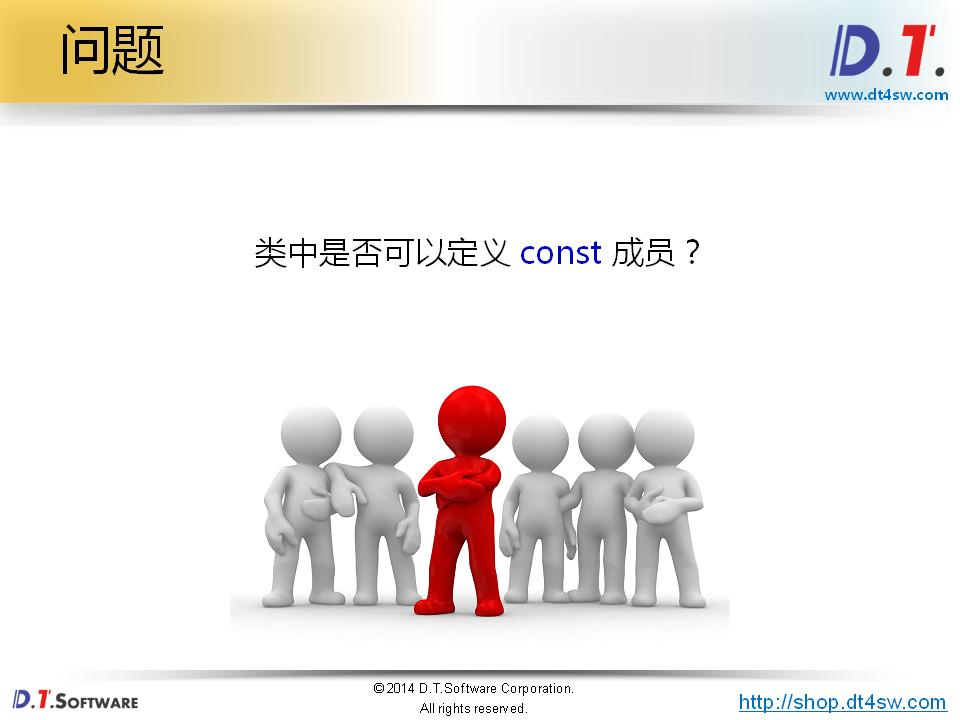 问题
D.T.
www.dt4sw.com
类中是否可以定义 const 成员？
D.T.SOFTWARE
©2014 D.T.Software Corporation.
All rights reserved.
http://shop.dt4sw.com